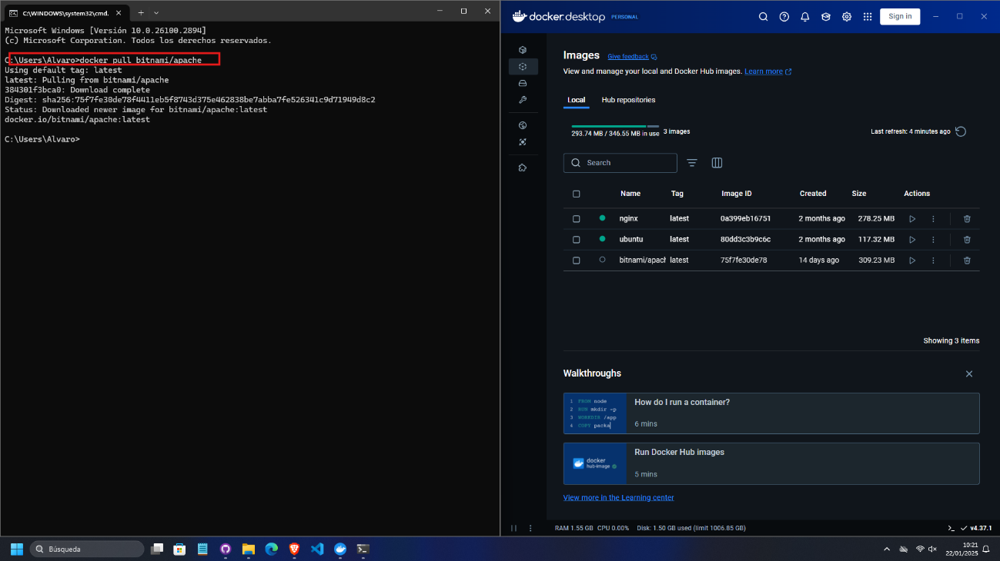 C:\WINDOWS\system32\cmd.
Microsoft Windows [Versión 10.0.26100.2894]
(c) Microsoft Corporation. Todos los derechos reservados.
C:\Users\Alvaro>docker pull bitnami/apache
Using default tag: latest
latest: Pulling from bitnami/apache
384301f3bca0: Download complete
Digest: sha256:75f7fe30de78f4411eb5f8743d375e462838be7abba7fe526341c9d71949d8c2
Status: Downloaded newer image for bitnami/apache:latest
docker.io/bitnami/apache:latest
C:\Users\Alvaro>
docker.desktop PERSONAL
Sign in
Images Give feedback
View and manage your local and Docker Hub images. Learn more
Local Hub repositories
293.74 MB / 346.55 MB in use 3 images
Last refresh: 4 minutes ago
Search
Name Tag Image ID Created Size Actions
nginx latest 0a399eb16751 2 months ago 278.25 MB
ubuntu latest 80dd3c3b9c6c 2 months ago 117.32 MB
bitnami/apach latest 75f7fe30de78 14 days ago 309.23 MB
Showing 3 items
Walkthroughs
1 FROM node
2 RUN mkdir -p
3 WORKDIR /app
4 COPY packa
How do I run a container?
6 mins
docker
hub-image
Run Docker Hub images
5 mins
View more in the Learning center
RAM 1.55 GB CPU 0.00% Disk: 1.50 GB used (limit 1006.85 GB)
v4.37.1
Búsqueda
10:21
22/01/2025